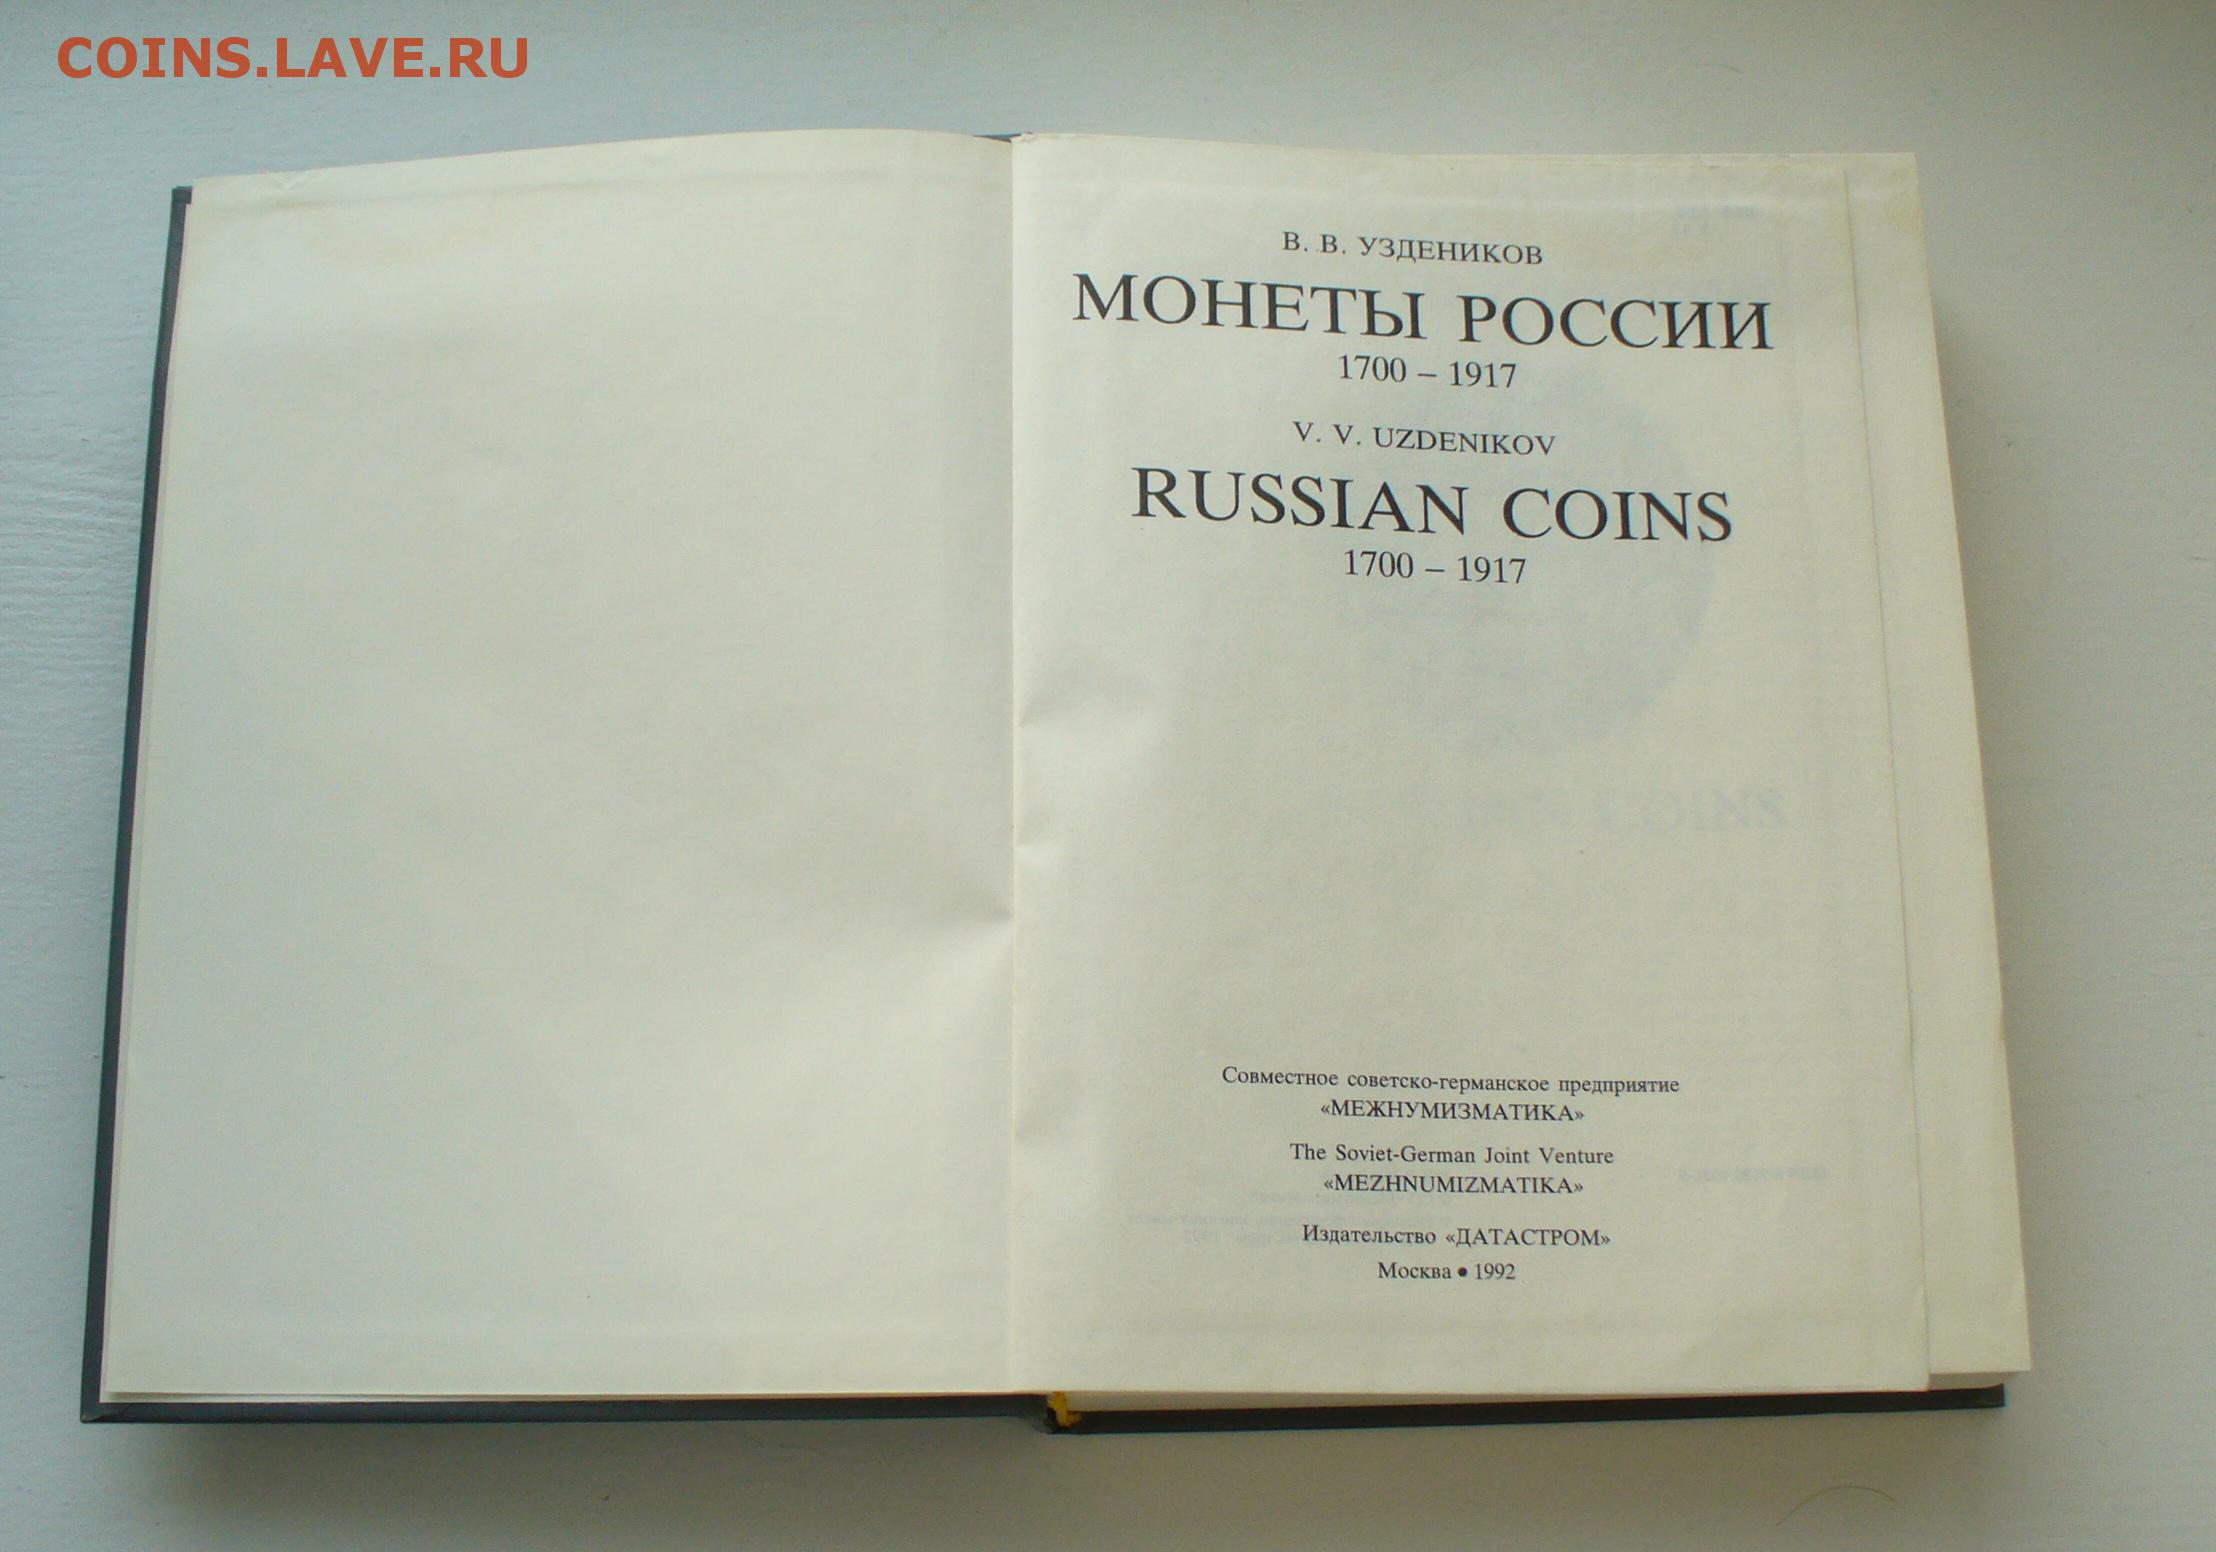 COINS.LAVE.RU
В. В. УЗДЕНИКОВ
МОНЕТЫ РОССИИ
1700 – 1917
V. V. UZDENIKOV
RUSSIAN COINS
1700 – 1917
Совместное советско-германское предприятие
«МЕЖНУМИЗМАТИКА»
The Soviet-German Joint Venture
«MEZHNUMIZMATIKA»
Издательство «ДАТАСТРОМ»
Москва • 1992